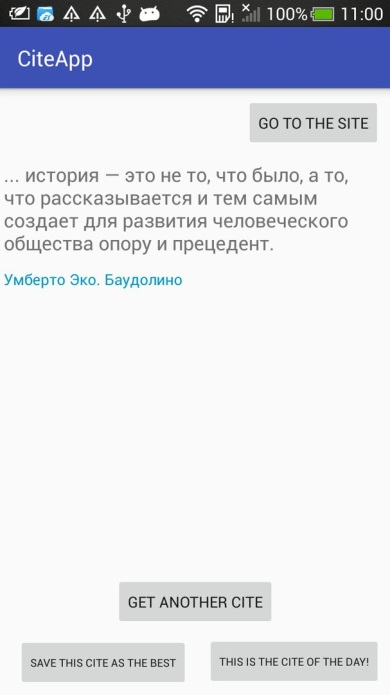 100% 11:00
CiteApp
GO TO THE SITE
... история — это не то, что было, а то,
что рассказывается и тем самым
создает для развития человеческого
общества опору и прецедент.
Умберто Эко. Баудолино
GET ANOTHER CITE
SAVE THIS CITE AS THE BEST
THIS IS THE CITE OF THE DAY!